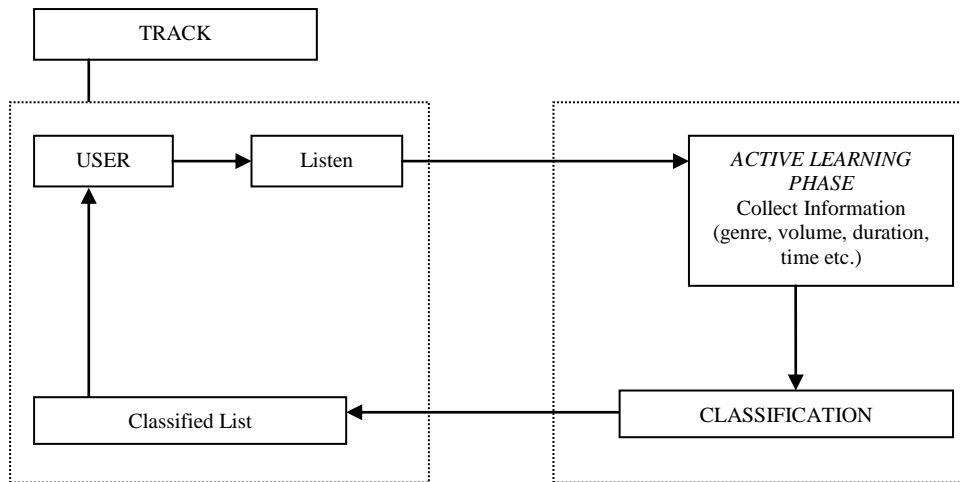 TRACK
USER
Listen
ACTIVE LEARNING
PHASE
Collect Information
(genre, volume, duration,
time etc.)
Classified List
CLASSIFICATION